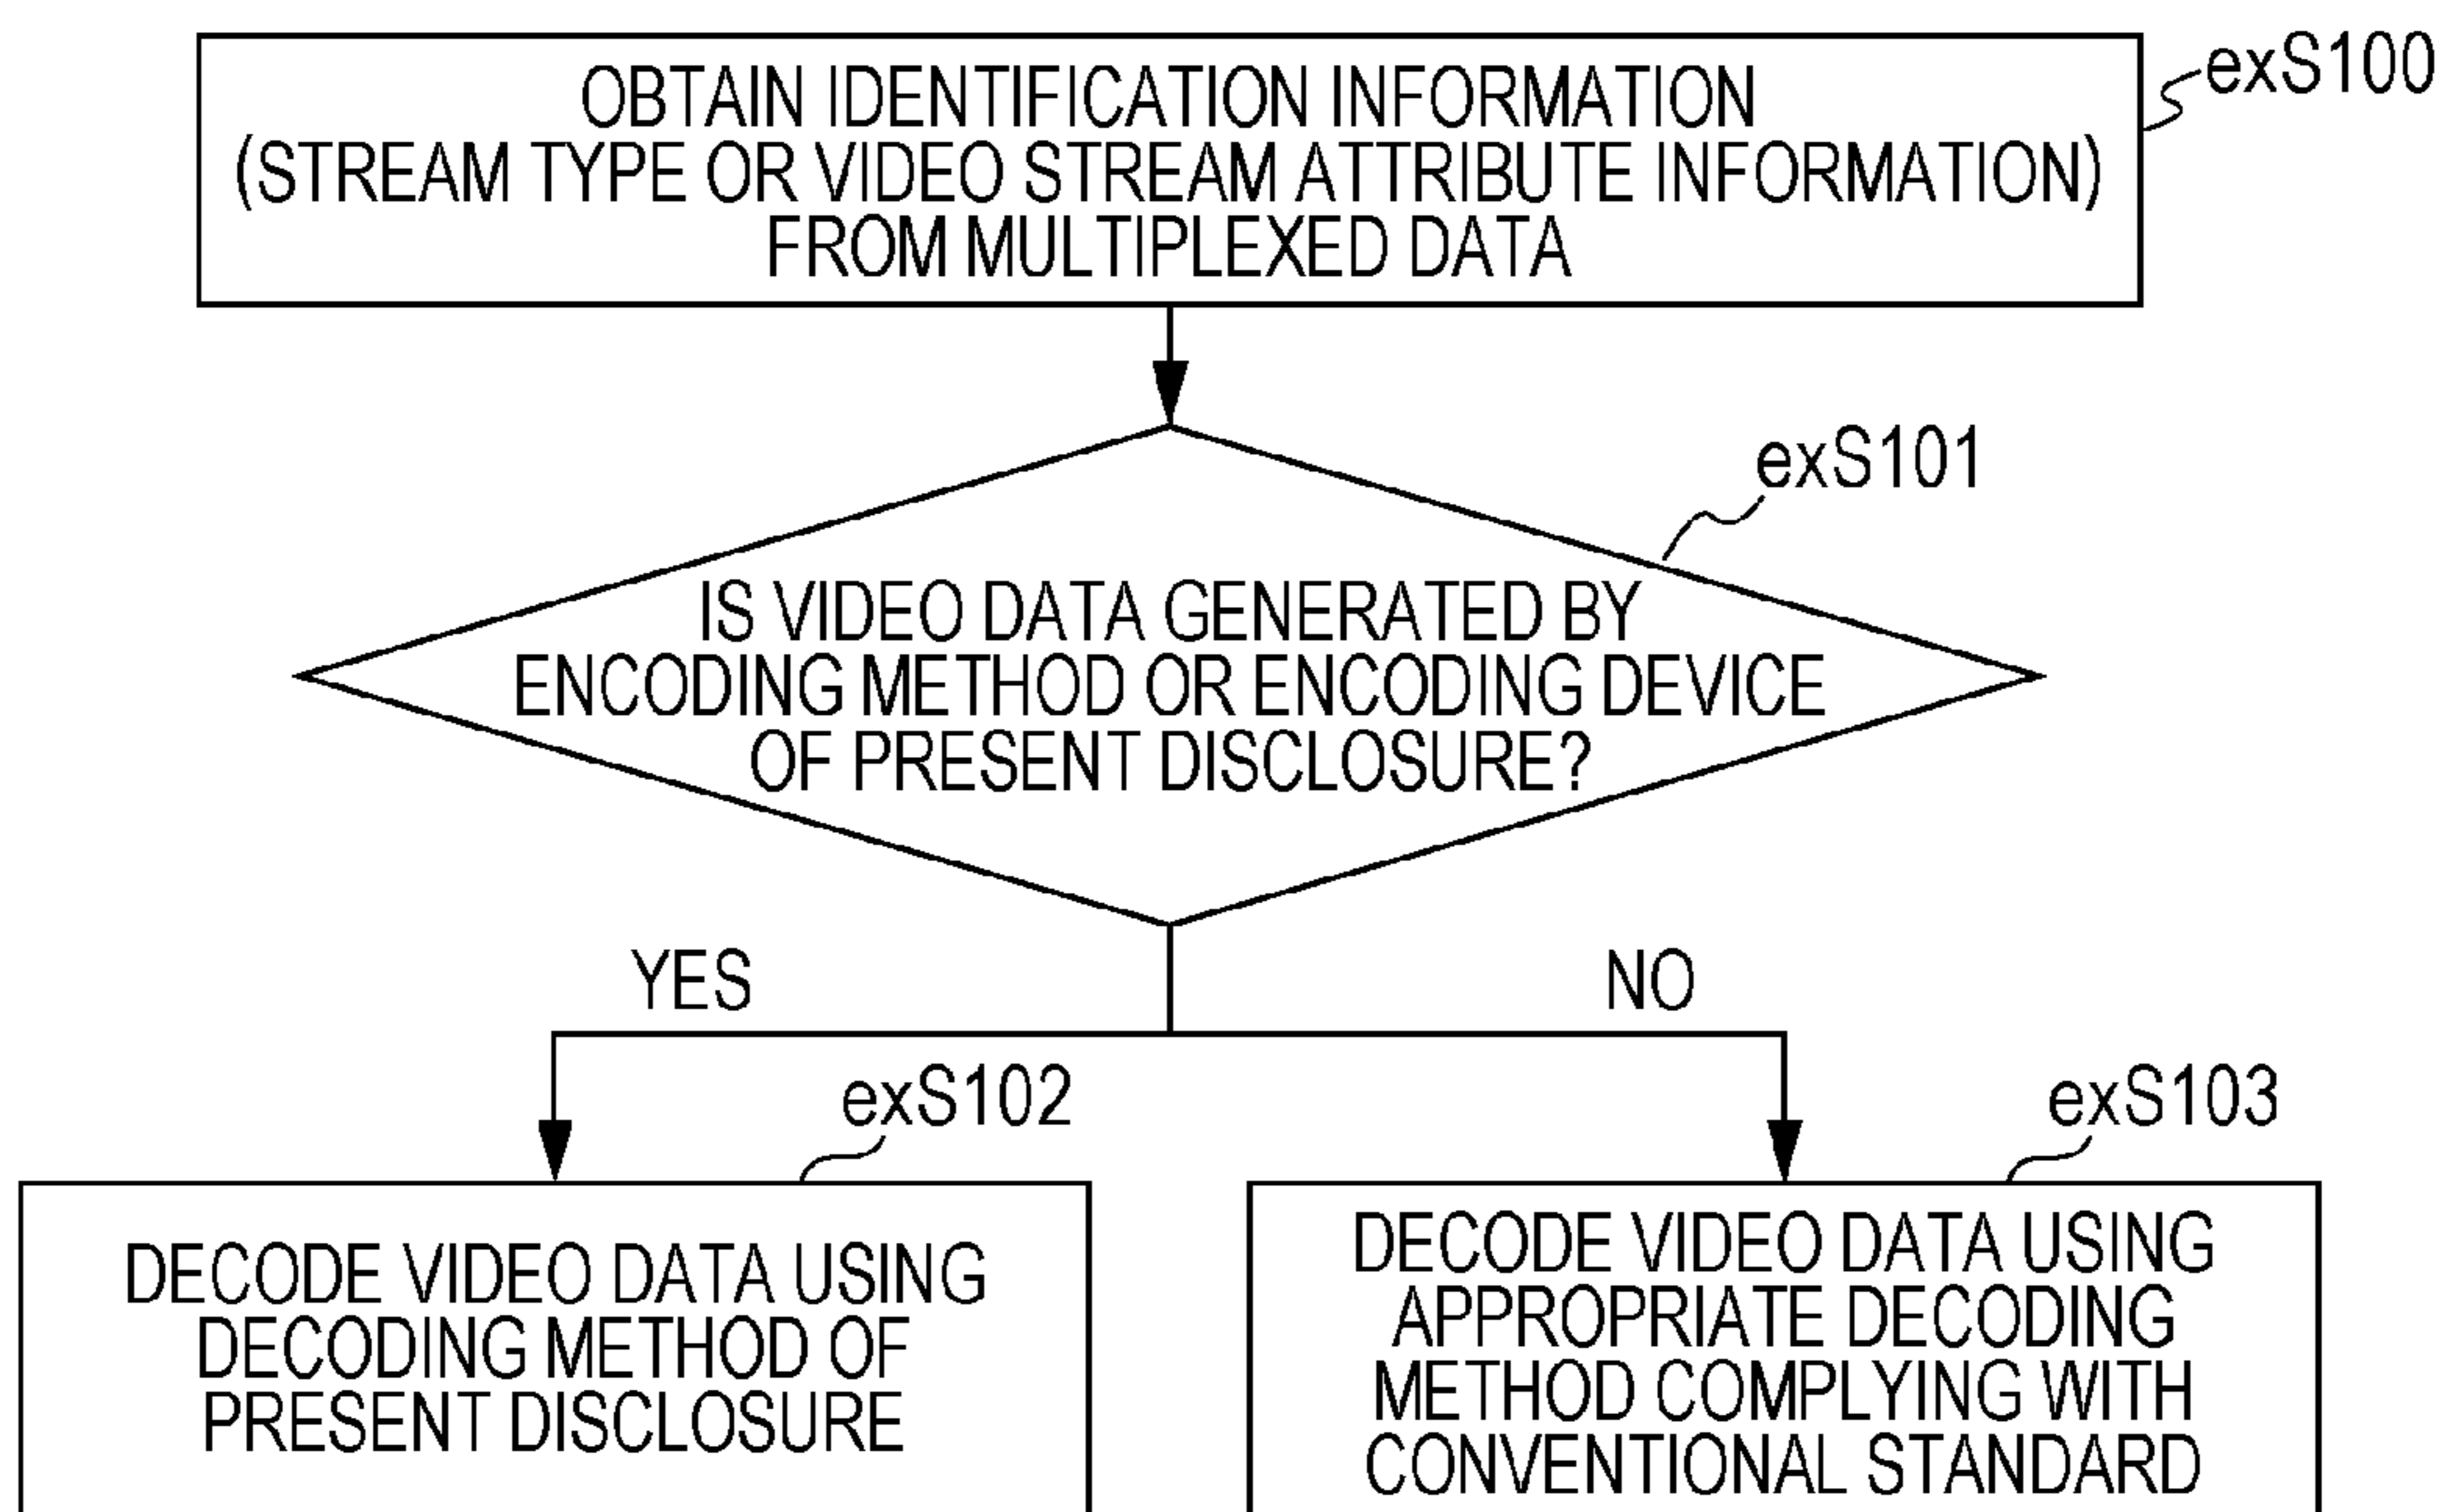 OBTAIN IDENTIFICATION INFORMATION
(STREAM TYPE OR VIDEO STREAM ATTRIBUTE INFORMATION)
FROM MULTIPLEXED DATA
exS100
exS101
IS VIDEO DATA GENERATED BY
ENCODING METHOD OR ENCODING DEVICE
OF PRESENT DISCLOSURE?
YES
NO
exS102
DECODE VIDEO DATA USING
DECODING METHOD OF
PRESENT DISCLOSURE
exS103
DECODE VIDEO DATA USING
APPROPRIATE DECODING
METHOD COMPLYING WITH
CONVENTIONAL STANDARD